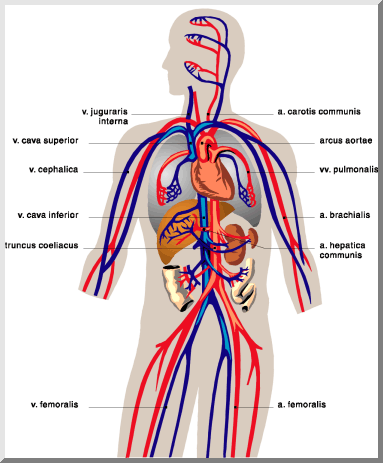 v. juguraris
interna
a. carotis communis
v. cava superior
arcus aortae
v. cephalica
vv. pulmonalis
v. cava inferior
a. brachialis
truncus coeliacus
a. hepatica
communis
v. femoralis
a. femoralis